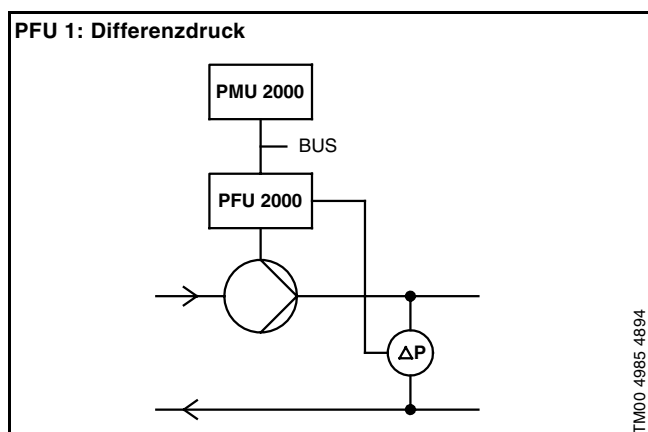 PFU 1: Differenzdruck
PMU 2000
BUS
PFU 2000
ΔP
TM00 4985 4894